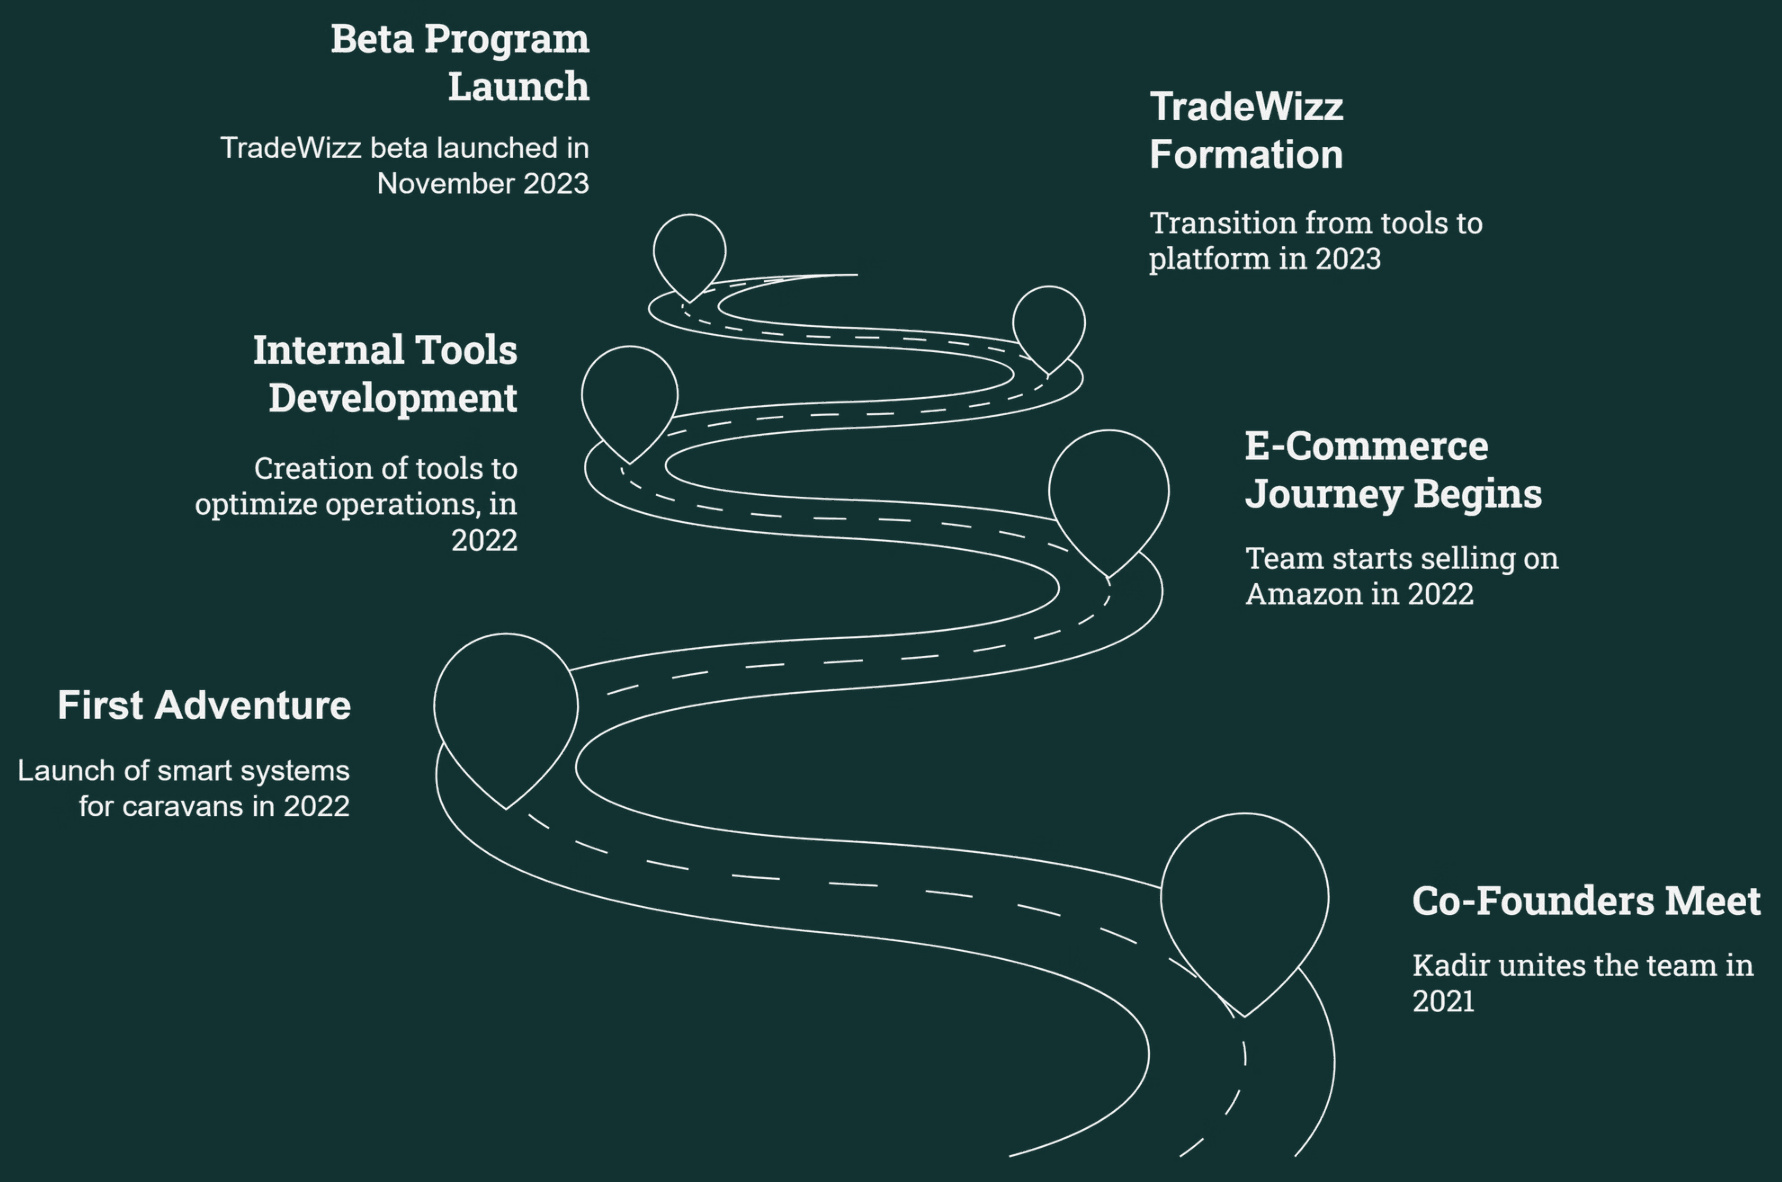 Beta Program
Launch
TradeWizz beta launched in
November 2023
TradeWizz
Formation
Transition from tools to
platform in 2023
Internal Tools
Development
Creation of tools to
optimize operations, in
2022
E-Commerce
Journey Begins
Team starts selling on
Amazon in 2022
First Adventure
Launch of smart systems
for caravans in 2022
Co-Founders Meet
Kadir unites the team in
2021